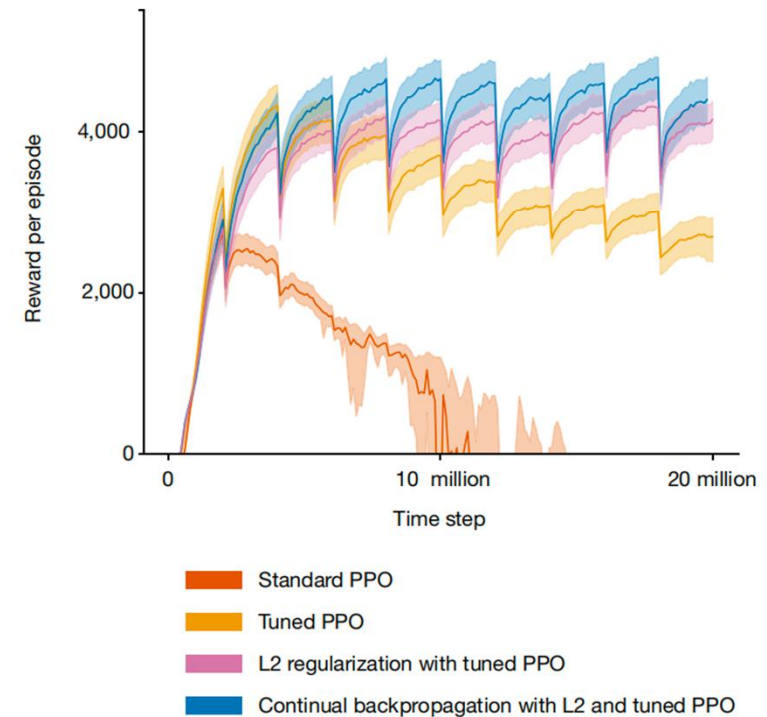 Reward per episode
4,000
2,000
0
0
10 million
20 million
Time step
Standard PPO
Tuned PPO
L2 regularization with tuned PPO
Continual backpropagation with L2 and tuned PPO